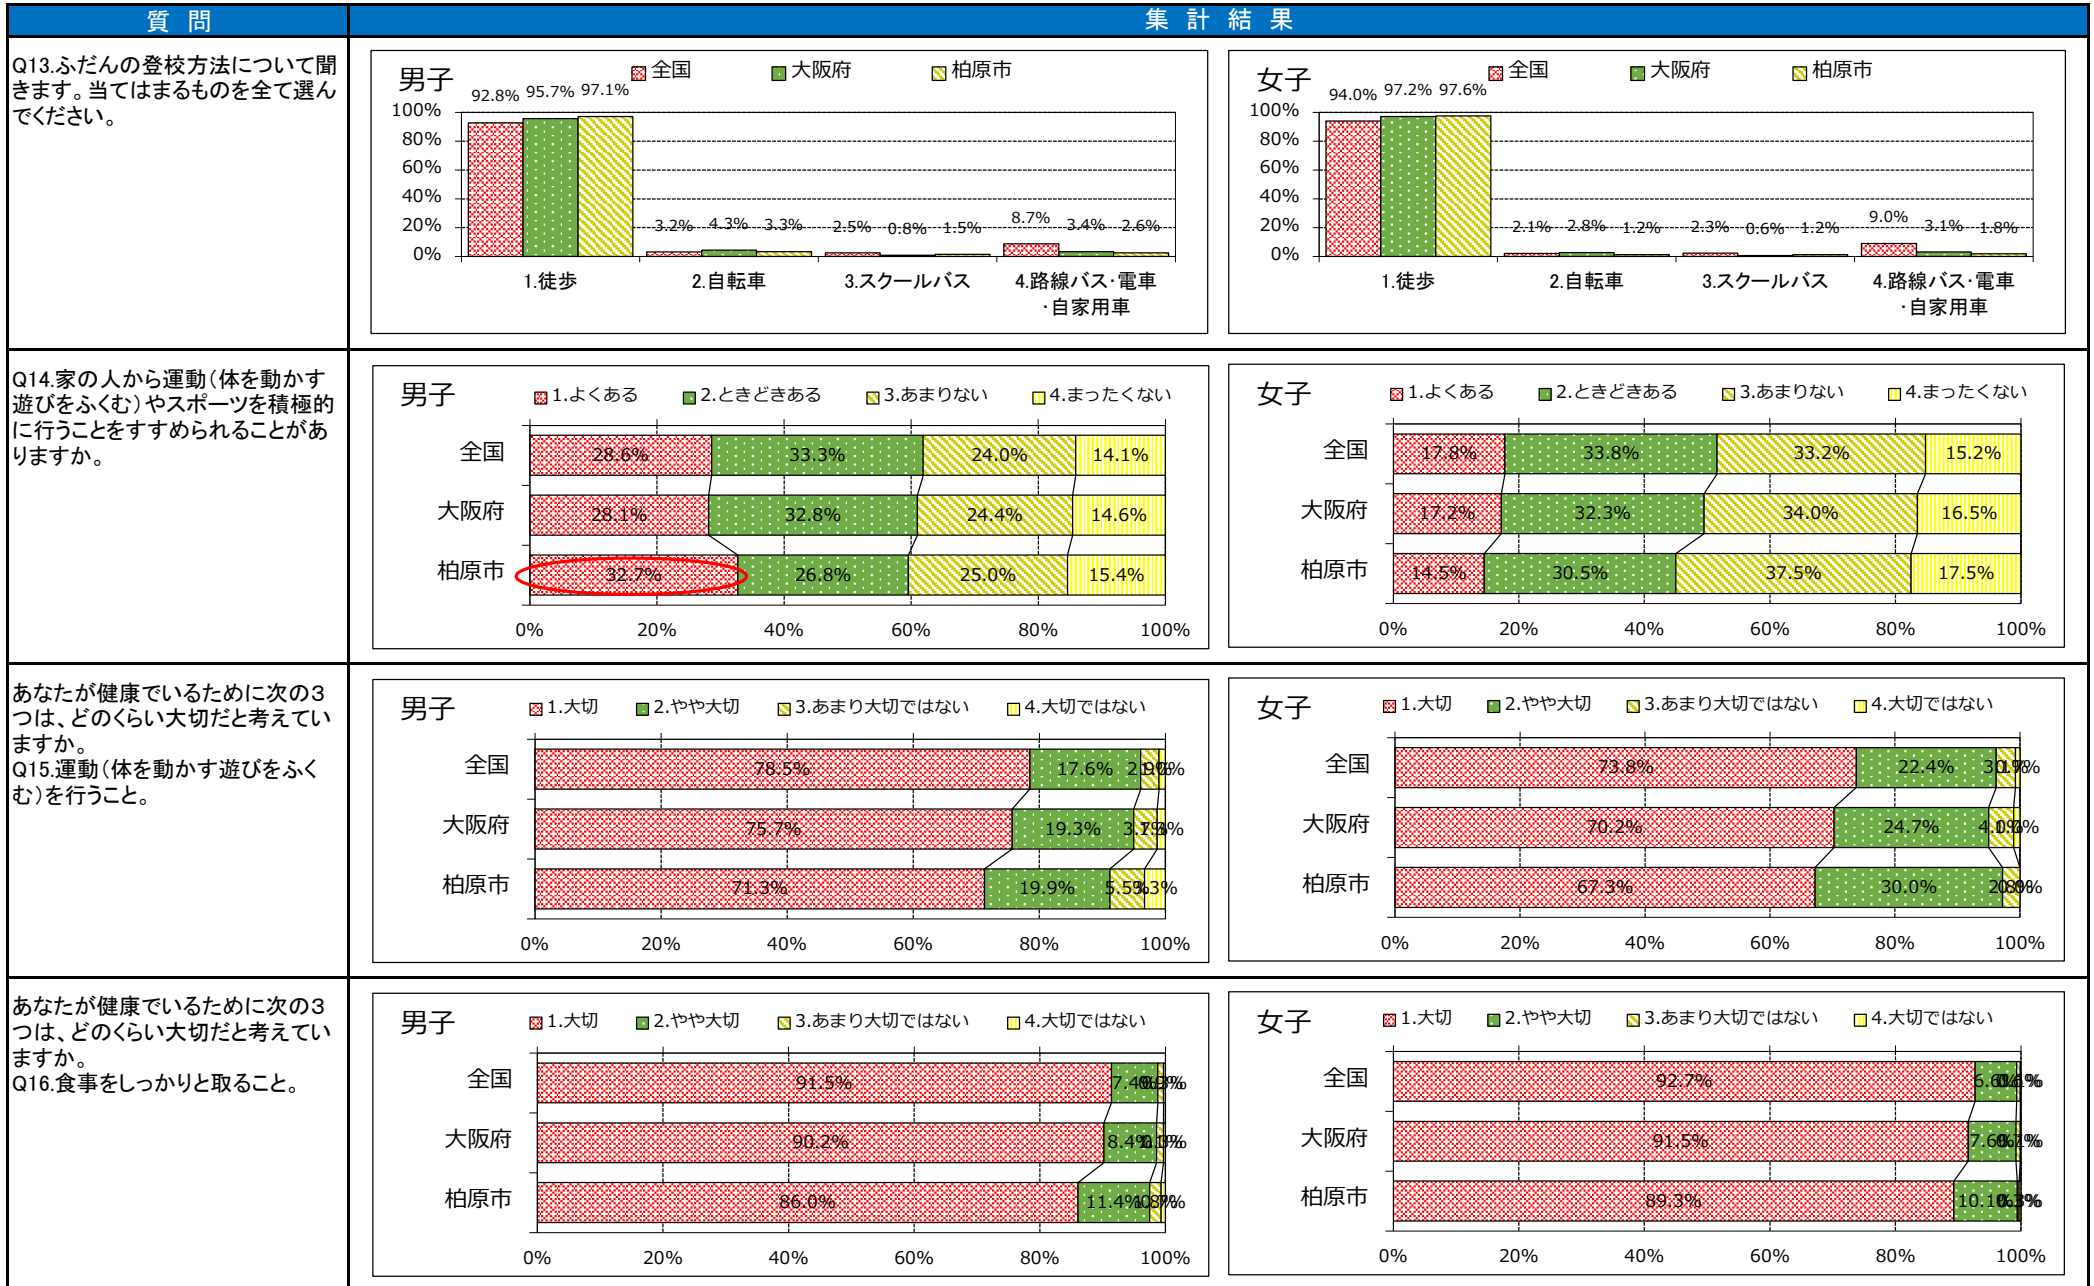 質 問
集 計 結 果
Q13.ふだんの登校方法について聞
きます。当てはまるものを全て選ん
でください。
男子
全国 大阪府 柏原市
92.8% 95.7% 97.1%
100%
80%
60%
40%
20%
0%
3.2% 4.3% 3.3% 2.5% 0.8% 1.5% 8.7% 3.4% 2.6%
1.徒歩 2.自転車 3.スクールバス 4.路線バス・電車
・自家用車
女子
全国 大阪府 柏原市
94.0% 97.2% 97.6%
100%
80%
60%
40%
20%
0%
2.1% 2.8% 1.2% 2.3% 0.6% 1.2% 9.0% 3.1% 1.8%
1.徒歩 2.自転車 3.スクールバス 4.路線バス・電車
・自家用車
Q14.家の人から運動(体を動かす
遊びをふくむ)やスポーツを積極的
に行うことをすすめられることがあ
りますか。
男子
1.よくある 2.ときどきある 3.あまりない 4.まったくない
全国 28.6% 33.3% 24.0% 14.1%
大阪府 28.1% 32.8% 24.4% 14.6%
柏原市 32.7% 26.8% 25.0% 15.4%
0% 20% 40% 60% 80% 100%
女子
1.よくある 2.ときどきある 3.あまりない 4.まったくない
全国 17.8% 33.8% 33.2% 15.2%
大阪府 17.2% 32.3% 34.0% 16.5%
柏原市 14.5% 30.5% 37.5% 17.5%
0% 20% 40% 60% 80% 100%
あなたが健康でいるために次の3
つは、どのくらい大切だと考えてい
ますか。
Q15.運動(体を動かす遊びをふく
む)を行うこと。
男子
1.大切 2.やや大切 3.あまり大切ではない 4.大切ではない
全国 78.5% 17.6% 2.9% 1.0%
大阪府 75.7% 19.3% 3.7% 1.3%
柏原市 71.3% 19.9% 5.5% 3.3%
0% 20% 40% 60% 80% 100%
女子
1.大切 2.やや大切 3.あまり大切ではない 4.大切ではない
全国 73.8% 22.4%
大阪府 70.2% 24.7% 4.0%
柏原市 67.3% 30.0% 2.8% 0.0%
0% 20% 40% 60% 80% 100%
あなたが健康でいるために次の3
つは、どのくらい大切だと考えてい
ますか。
Q16.食事をしっかりと取ること。
男子
1.大切 2.やや大切 3.あまり大切ではない 4.大切ではない
全国 91.5% 7.4%
大阪府 90.2% 8.4%
柏原市 86.0% 11.4%
0% 20% 40% 60% 80% 100%
女子
1.大切 2.やや大切 3.あまり大切ではない 4.大切ではない
全国 92.7% 6.6%
大阪府 91.5% 7.6%
柏原市 89.3% 10.1%
0% 20% 40% 60% 80% 100%